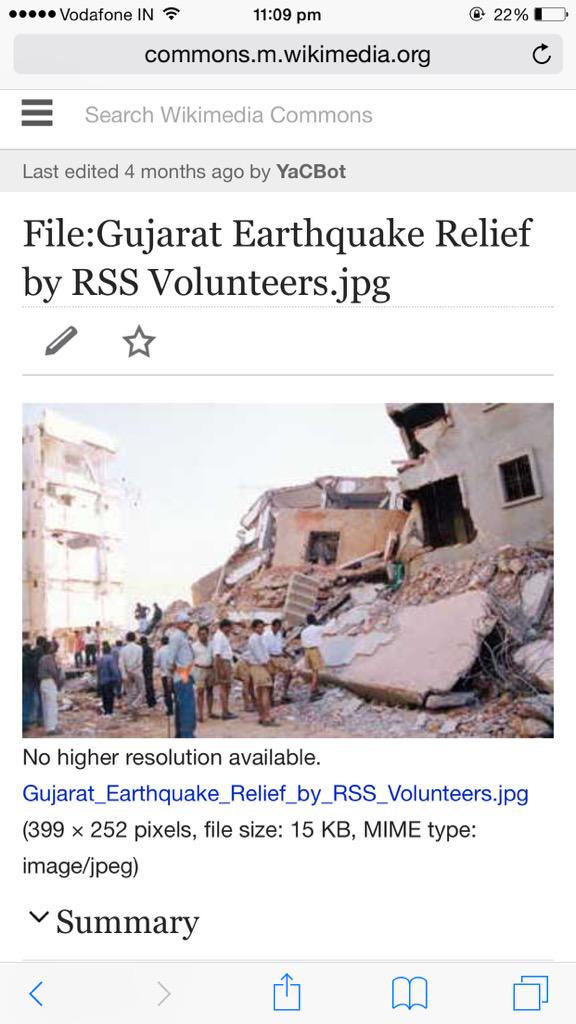 Vodafone IN 11:09 pm 22%
commons.m.wikimedia.org
Search Wikimedia Commons
Last edited 4 months ago by YaCBot
File:Gujarat Earthquake Relief
by RSS Volunteers.jpg
No higher resolution available.
Gujarat_Earthquake_Relief_by_RSS_Volunteers.jpg
(399 × 252 pixels, file size: 15 KB, MIME type:
image/jpeg)
Summary